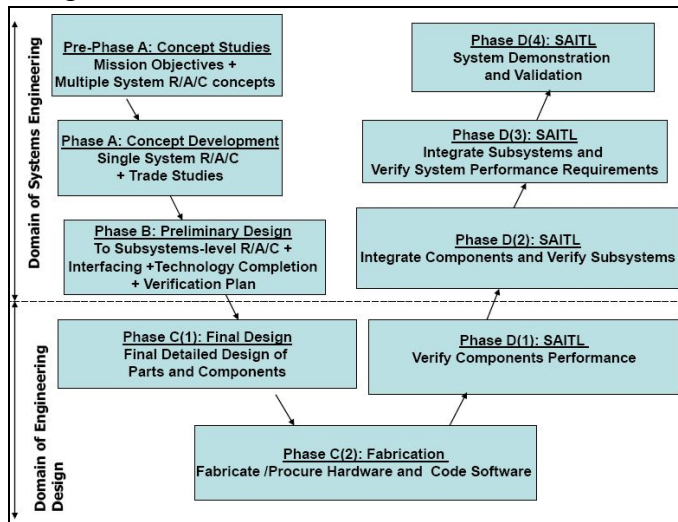 Domain of Systems Engineering
Pre-Phase A: Concept Studies
Mission Objectives +
Multiple System R/A/C concepts
Phase A: Concept Development
Single System R/A/C
+ Trade Studies
Phase B: Preliminary Design
To Subsystems-level R/A/C +
Interfacing +Technology Completion
+ Verification Plan
Domain of Engineering
Design
Phase C(1): Final Design
Final Detailed Design of
Parts and Components
Phase C(2): Fabrication
Fabricate /Procure Hardware and Code Software
Phase D(1): SAITL
Verify Components Performance
Phase D(2): SAITL
Integrate Components and Verify Subsystems
Phase D(3): SAITL
Integrate Subsystems and
Verify System Performance Requirements
Phase D(4): SAITL
System Demonstration
and Validation